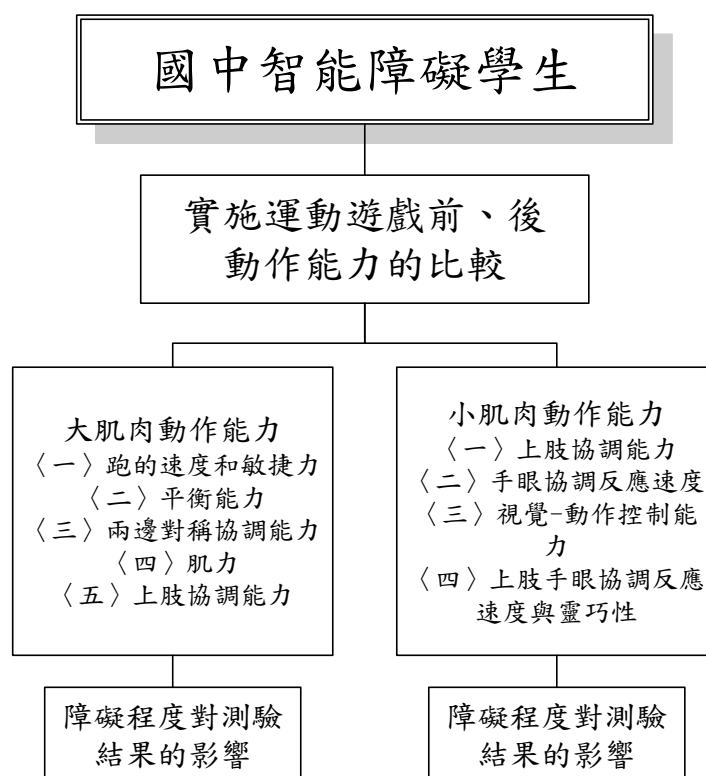 國中智能障礙學生
實施運動遊戲前、後
動作能力的比較
大肌肉動作能力
〈一〉跑的速度和敏捷力
〈二〉平衡能力
〈三〉兩邊對稱協調能力
〈四〉肌力
〈五〉上肢協調能力
小肌肉動作能力
〈一〉上肢協調能力
〈二〉手眼協調反應速度
〈三〉視覺-動作控制能
力
〈四〉上肢手眼協調反應
速度與靈巧性
障礙程度對測驗
結果的影響
障礙程度對測驗
結果的影響